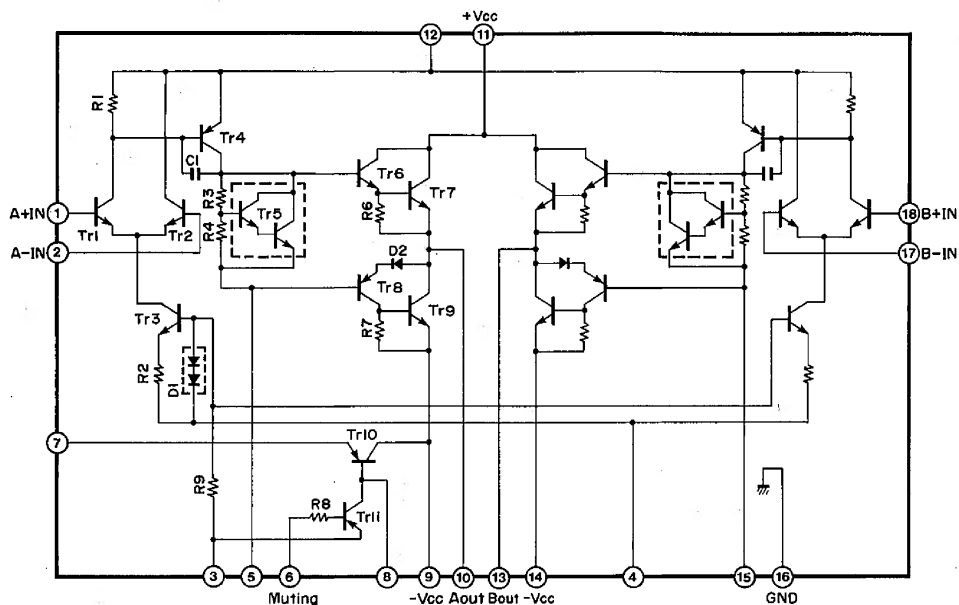 +Vcc
12
11
R1
Tr4
C1
Tr6
Tr7
R3
Tr5
R6
A+IN 1
Tr1
R4
Tr2
18 B+IN
A-IN 2
D2
17 B-IN
Tr8
Tr9
R7
Tr3
R2
D1
7
Tr10
R9
R8
Tr11
3 5 6 8 9 10 13 14 4 15 16
Muting -Vcc Aout Bout -Vcc GND